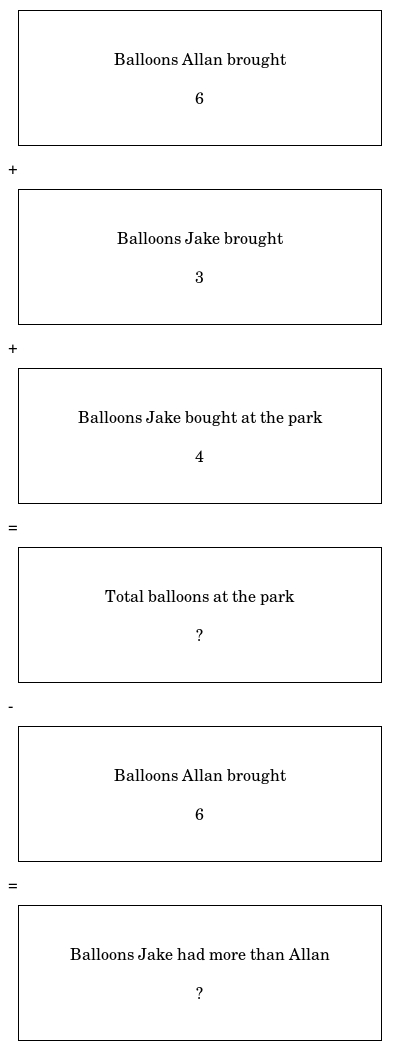 Balloons Allan brought
6
+
Balloons Jake brought
3
+
Balloons Jake bought at the park
4
=
Total balloons at the park
?
-
Balloons Allan brought
6
=
Balloons Jake had more than Allan
?